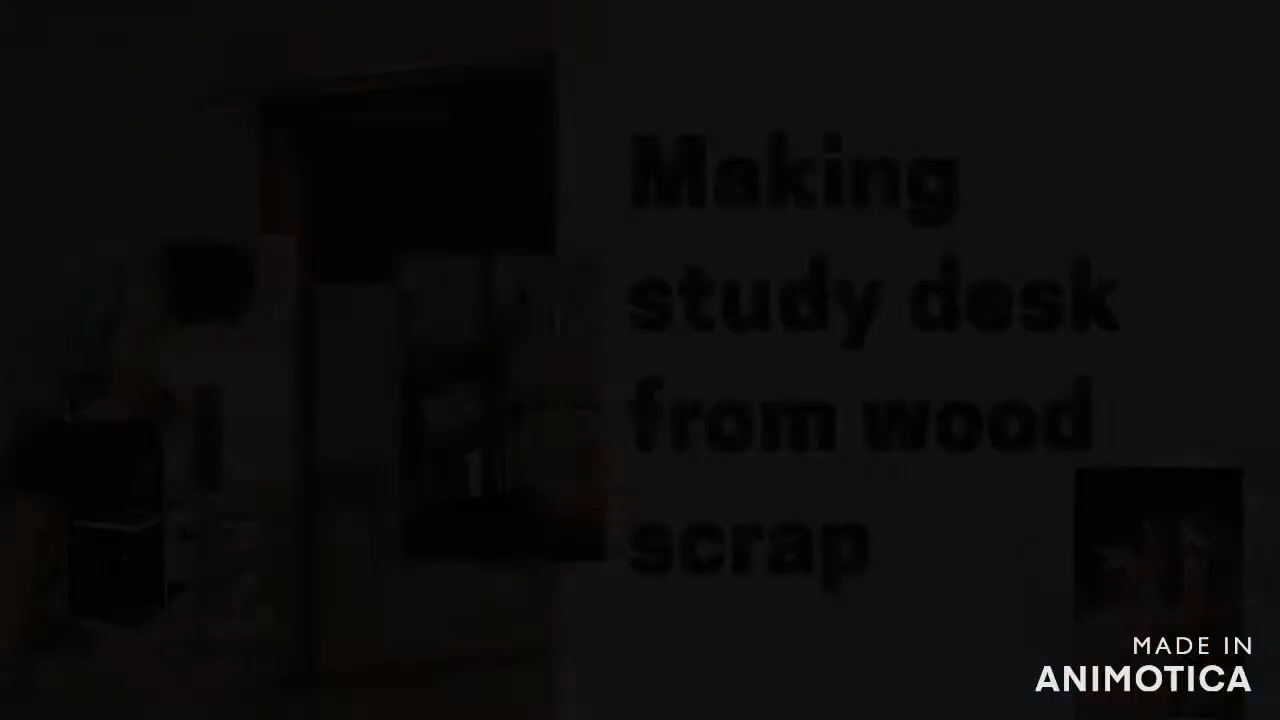 Making
study desk
from wood
scrap
MADE IN
ANIMOTICA